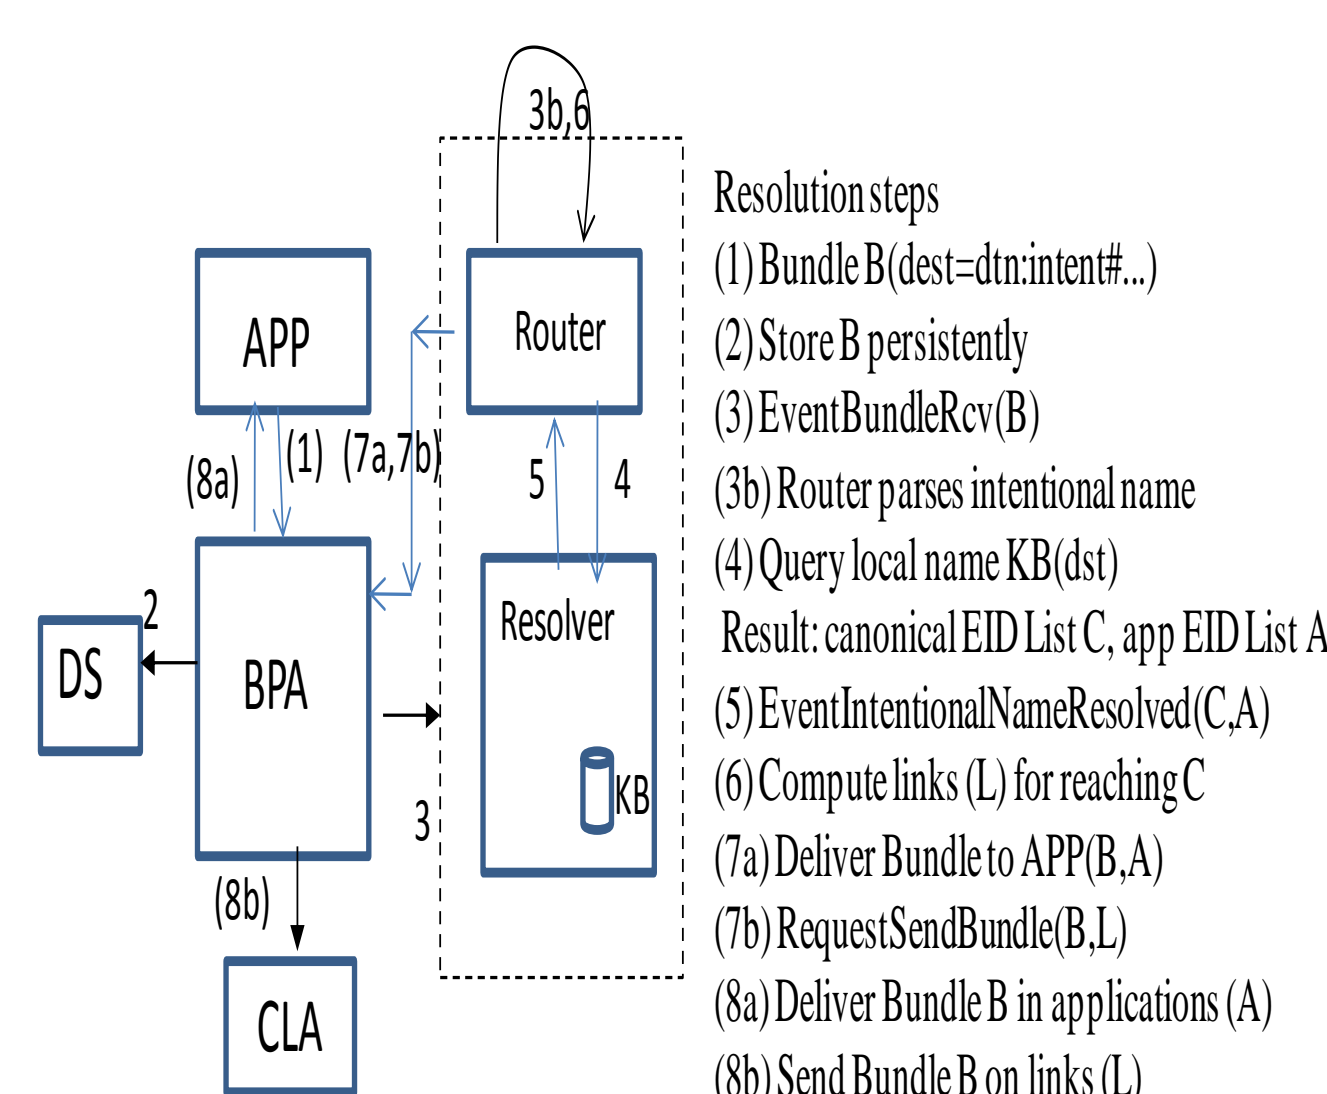 3b,6
Resolution steps
(1) Bundle B(dest=dtn:intent#...)
(2) Store B persistently
(3) EventBundleRcv(B)
(3b) Router parses intentional name
(4) Query local name KB(dst)
Result: canonical EID List C, app EID List A
(5) EventIntentionalNameResolved(C,A)
(6) Compute links (L) for reaching C
(7a) Deliver Bundle to APP(B,A)
(7b) RequestSendBundle(B,L)
(8a) Deliver Bundle B in applications (A)
(8b) Send Bundle B on links (L)
APP
Router
(8a)
(1)
(7a,7b)
5
4
2
DS
BPA
Resolver
KB
3
(8b)
CLA